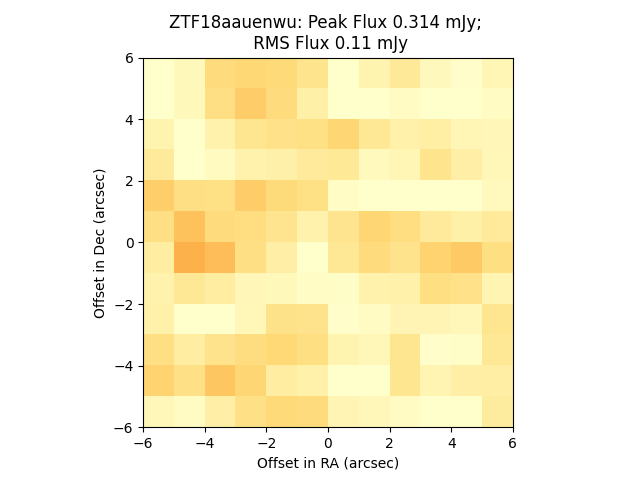 ZTF18aauenwu: Peak Flux 0.314 mJy;
RMS Flux 0.11 mJy
6
4
2
0
−2
−4
−6
Offset in Dec (arcsec)
−6 −4 −2 0 2 4 6
Offset in RA (arcsec)